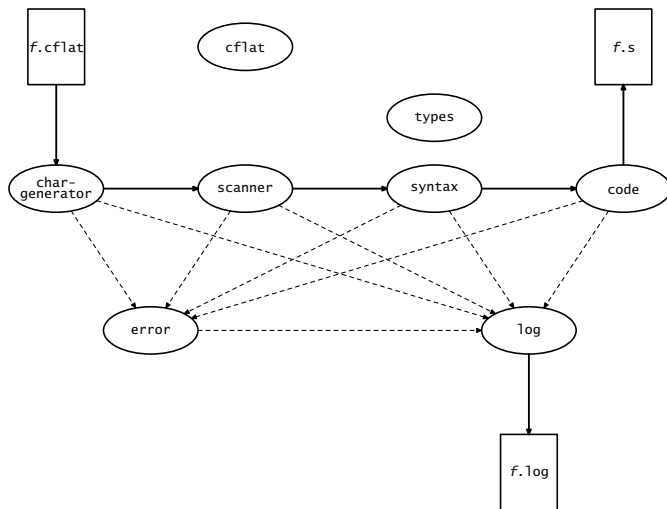 f.cflat
cflat
f.s
types
char-
generator
scanner
syntax
code
error
log
f.log